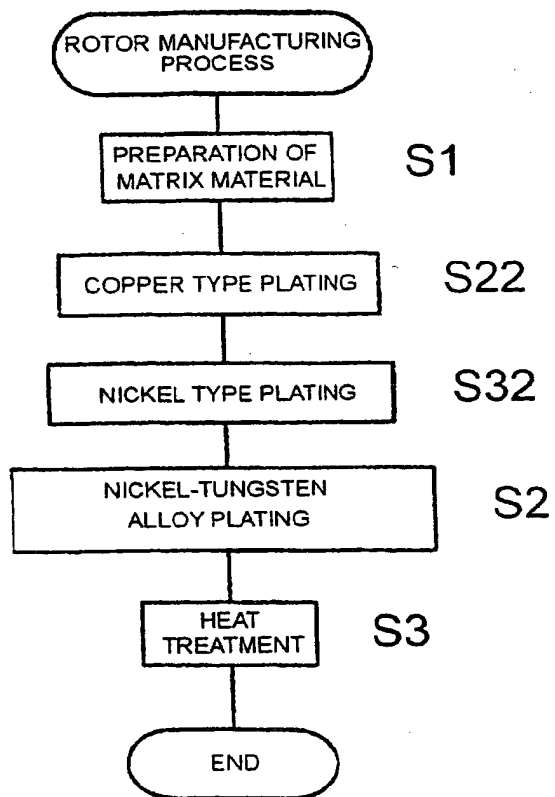 ROTOR MANUFACTURING
PROCESS
PREPARATION OF
MATRIX MATERIAL
S1
COPPER TYPE PLATING
S22
NICKEL TYPE PLATING
S32
NICKEL-TUNGSTEN
ALLOY PLATING
S2
HEAT
TREATMENT
S3
END